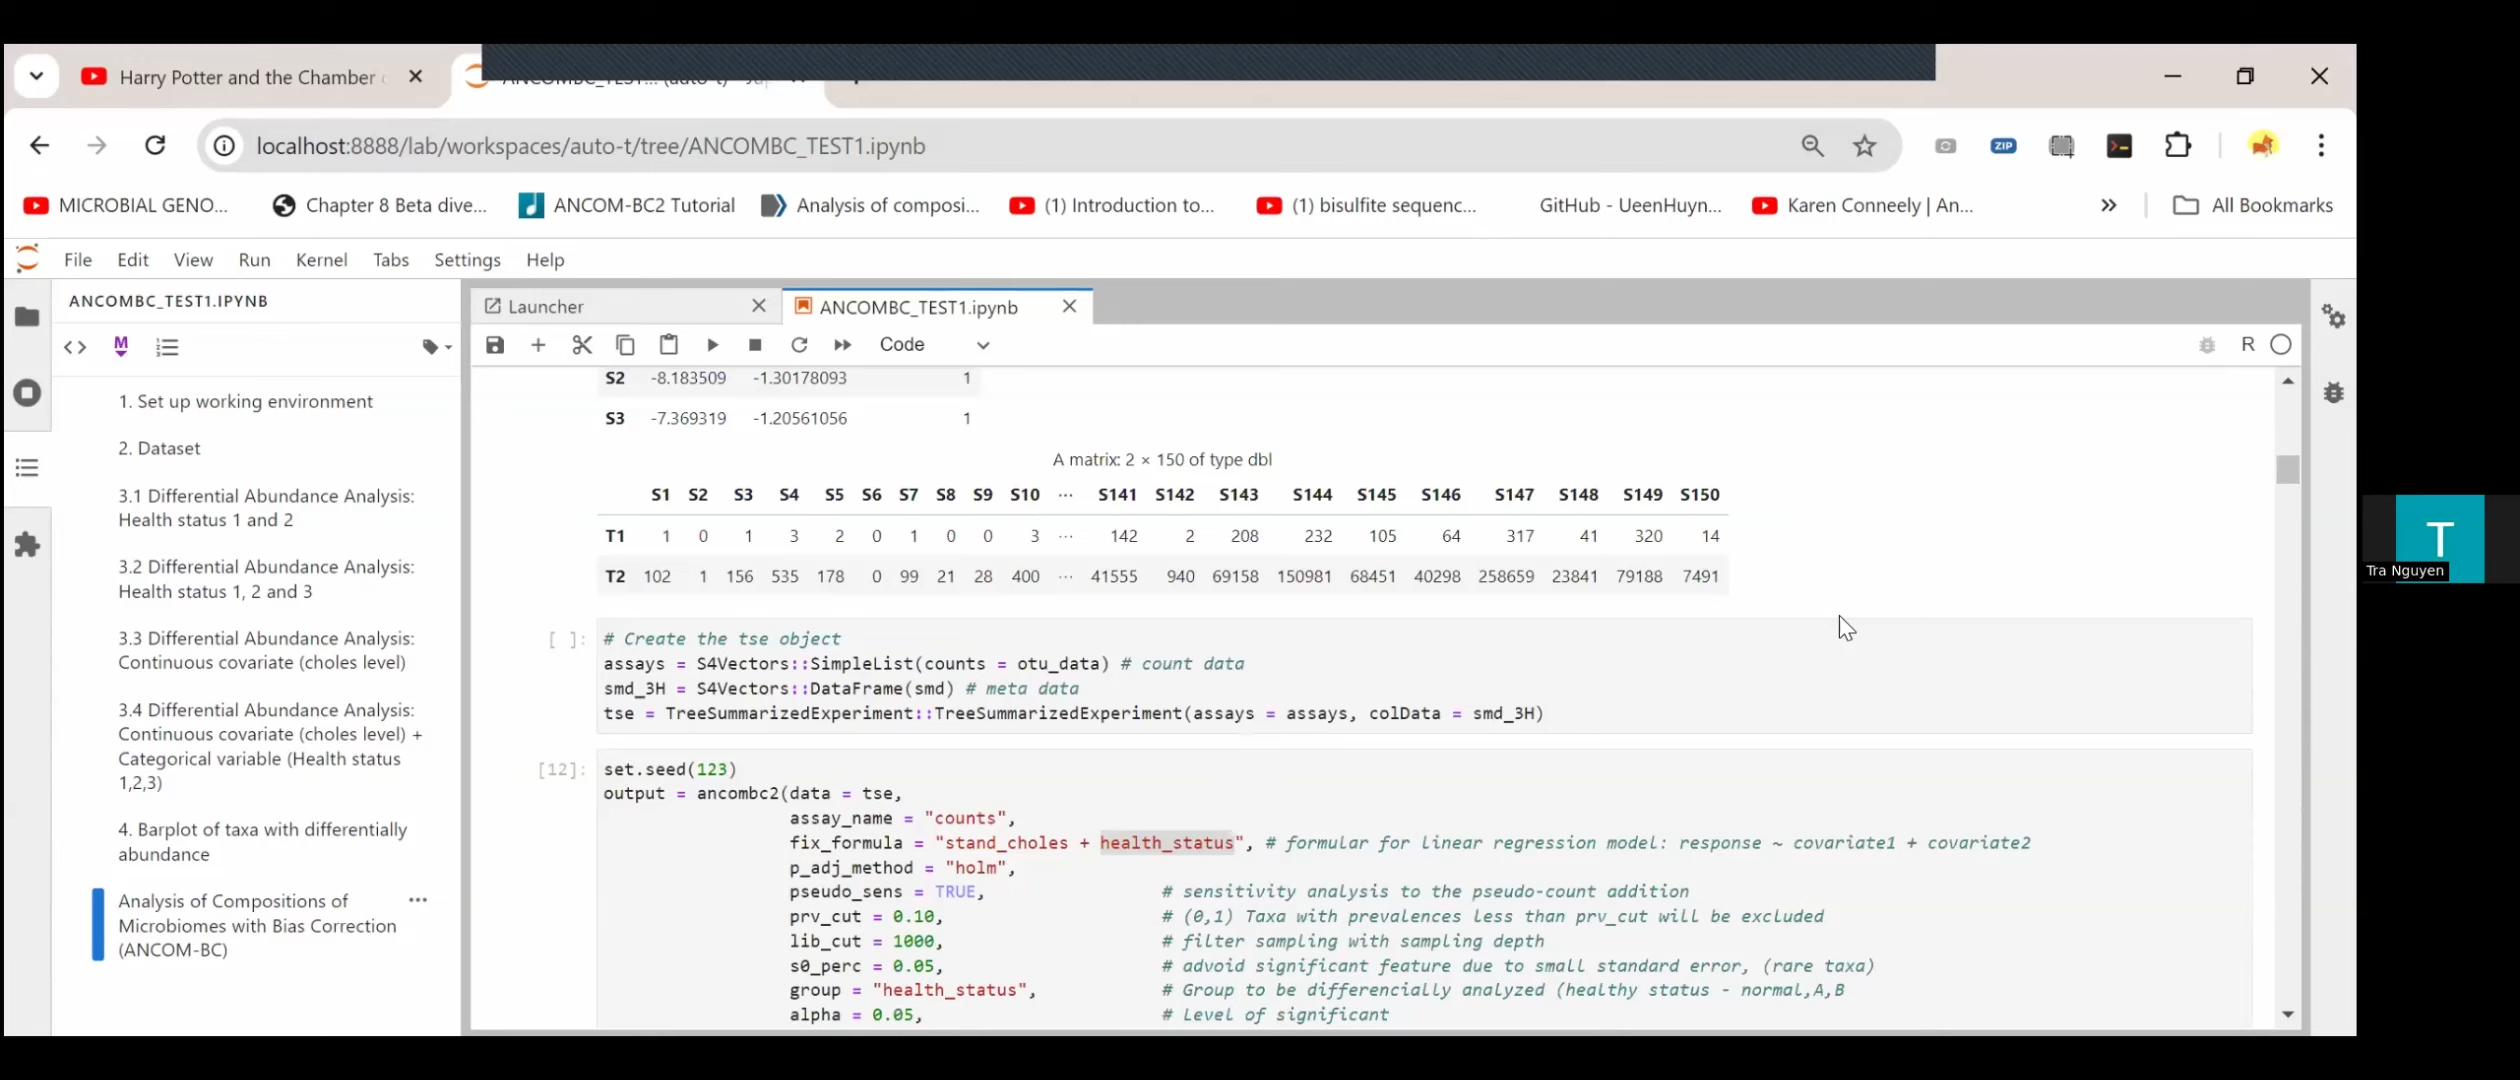 Harry Potter and the Chamber
localhost:8888/lab/workspaces/auto-t/tree/ANCOMBC_TEST1.ipynb
ZIP
MICROBIAL GENO...
Chapter 8 Beta dive...
ANCOM-BC2 Tutorial
Analysis of composi...
(1) Introduction to...
(1) bisulfite sequenc...
GitHub - UeenHuyn...
Karen Conneely | An...
All Bookmarks
File Edit View Run Kernel Tabs Settings Help
ANCOMBC_TEST1.IPYNB
Launcher
ANCOMBC_TEST1.ipynb
Code
R
1. Set up working environment
2. Dataset
3.1 Differential Abundance Analysis:
Health status 1 and 2
3.2 Differential Abundance Analysis:
Health status 1, 2 and 3
3.3 Differential Abundance Analysis:
Continuous covariate (choles level)
3.4 Differential Abundance Analysis:
Continuous covariate (choles level) +
Categorical variable (Health status
1,2,3)
4. Barplot of taxa with differentially
abundance
Analysis of Compositions of
Microbiomes with Bias Correction
(ANCOM-BC)
S2 -8.183509 -1.30178093 1
S3 -7.369319 -1.20561056 1
A matrix: 2 × 150 of type dbl
S1 S2 S3 S4 S5 S6 S7 S8 S9 S10 ⋯ S141 S142 S143 S144 S145 S146 S147 S148 S149 S150
T1 1 0 1 3 2 0 1 0 0 3 ⋯ 142 2 208 232 105 64 317 41 320 14
T2 102 1 156 535 178 0 99 21 28 400 ⋯ 41555 940 69158 150981 68451 40298 258659 23841 79188 7491
[ ]: # Create the tse object
assays = S4Vectors::SimpleList(counts = otu_data) # count data
smd_3H = S4Vectors::DataFrame(smd) # meta data
tse = TreeSummarizedExperiment::TreeSummarizedExperiment(assays = assays, colData = smd_3H)
[12]: set.seed(123)
output = ancombc2(data = tse,
assay_name = "counts",
fix_formula = "stand_choles + health_status", # formular for linear regression model: response ~ covariate1 + covariate2
p_adj_method = "holm",
pseudo_sens = TRUE, # sensitivity analysis to the pseudo-count addition
prv_cut = 0.10, # (0,1) Taxa with prevalences less than prv_cut will be excluded
lib_cut = 1000, # filter sampling with sampling depth
s0_perc = 0.05, # advoid significant feature due to small standard error, (rare taxa)
group = "health_status", # Group to be differencially analyzed (healthy status - normal,A,B
alpha = 0.05, # Level of significant
T
Tra Nguyen